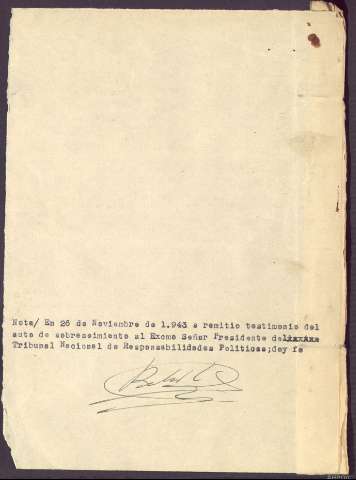 Nota/ En 26 de Noviembre de 1.943 s remitio testimonio del
auto de sobreseimiento al Excmo Señor Presidente del
Tribunal Nacional de Responsabilidades Politicas;doy fe